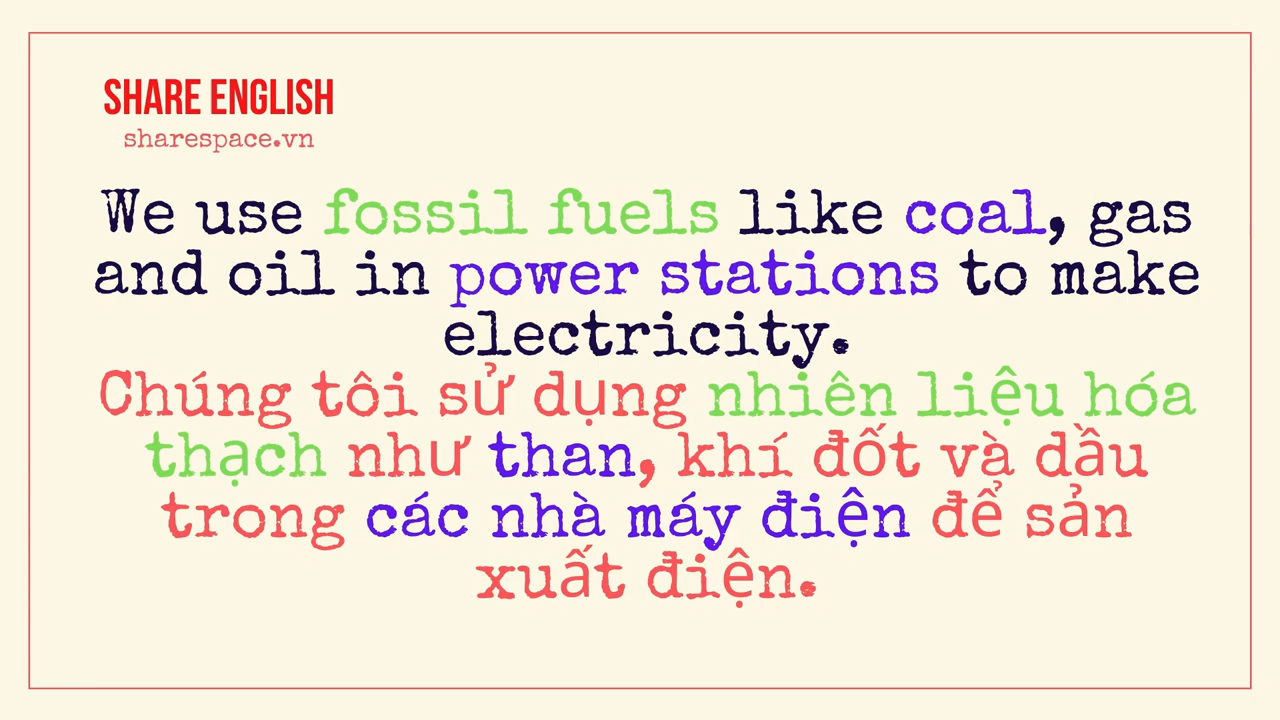 SHARE ENGLISH
sharespace.vn
We use fossil fuels like coal, gas
and oil in power stations to make
electricity.
Chúng tôi sử dụng nhiên liệu hóa
thạch như than, khí đốt và dầu
trong các nhà máy điện để sản
xuất điện.